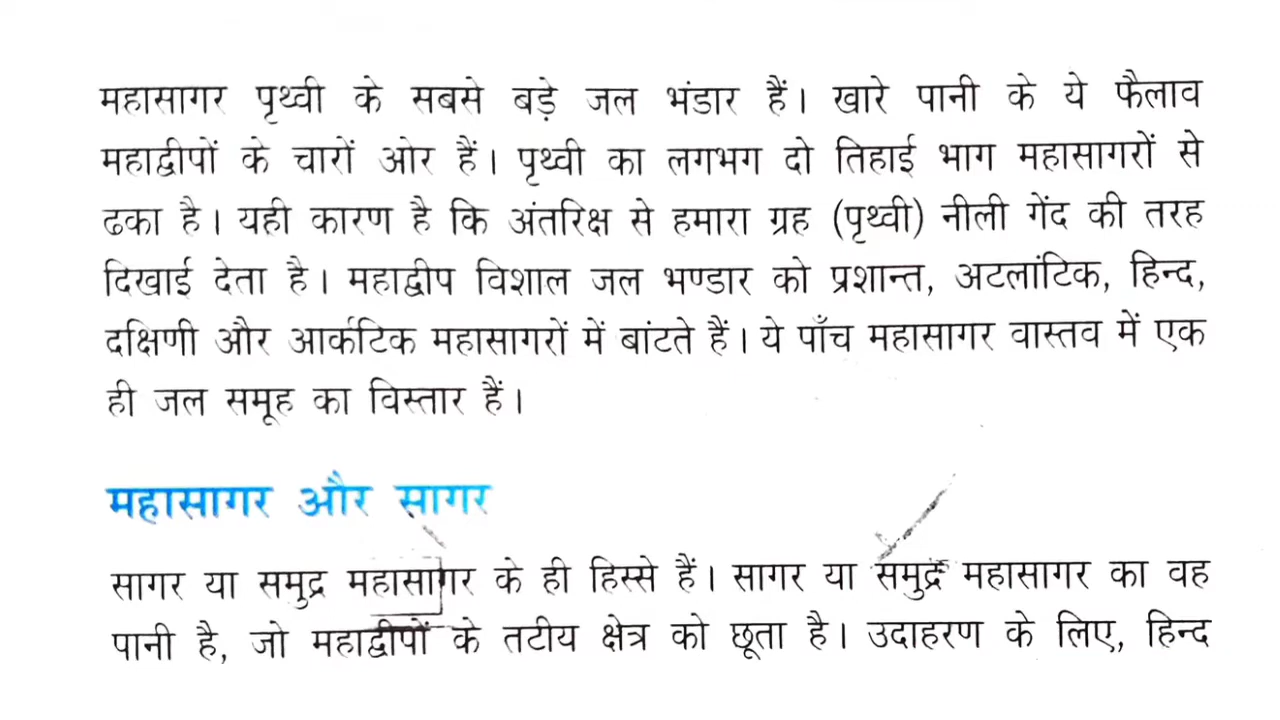 महासागर पृथ्वी के सबसे बड़े जल भंडार हैं। खारे पानी के ये फैलाव
महाद्वीपों के चारों ओर हैं। पृथ्वी का लगभग दो तिहाई भाग महासागरों से
ढका है। यही कारण है कि अंतरिक्ष से हमारा ग्रह (पृथ्वी) नीली गेंद की तरह
दिखाई देता है। महाद्वीप विशाल जल भण्डार को प्रशान्त, अटलांटिक, हिन्द,
दक्षिणी और आर्कटिक महासागरों में बांटते हैं। ये पाँच महासागर वास्तव में एक
ही जल समूह का विस्तार हैं।
महासागर और सागर
सागर या समुद्र महासागर के ही हिस्से हैं। सागर या समुद्र महासागर का वह
पानी है, जो महाद्वीपों के तटीय क्षेत्र को छूता है। उदाहरण के लिए, हिन्द